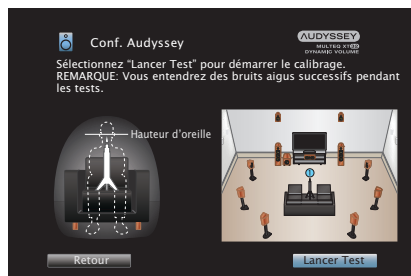 Conf. Audyssey
AUDYSSEY
MULTEQ XT32
DYNAMIC VOLUME
Sélectionnez “Lancer Test” pour démarrer le calibrage.
REMARQUE: Vous entendrez des bruits aigus successifs pendant
les tests.
Hauteur d’oreille
1
Retour
Lancer Test